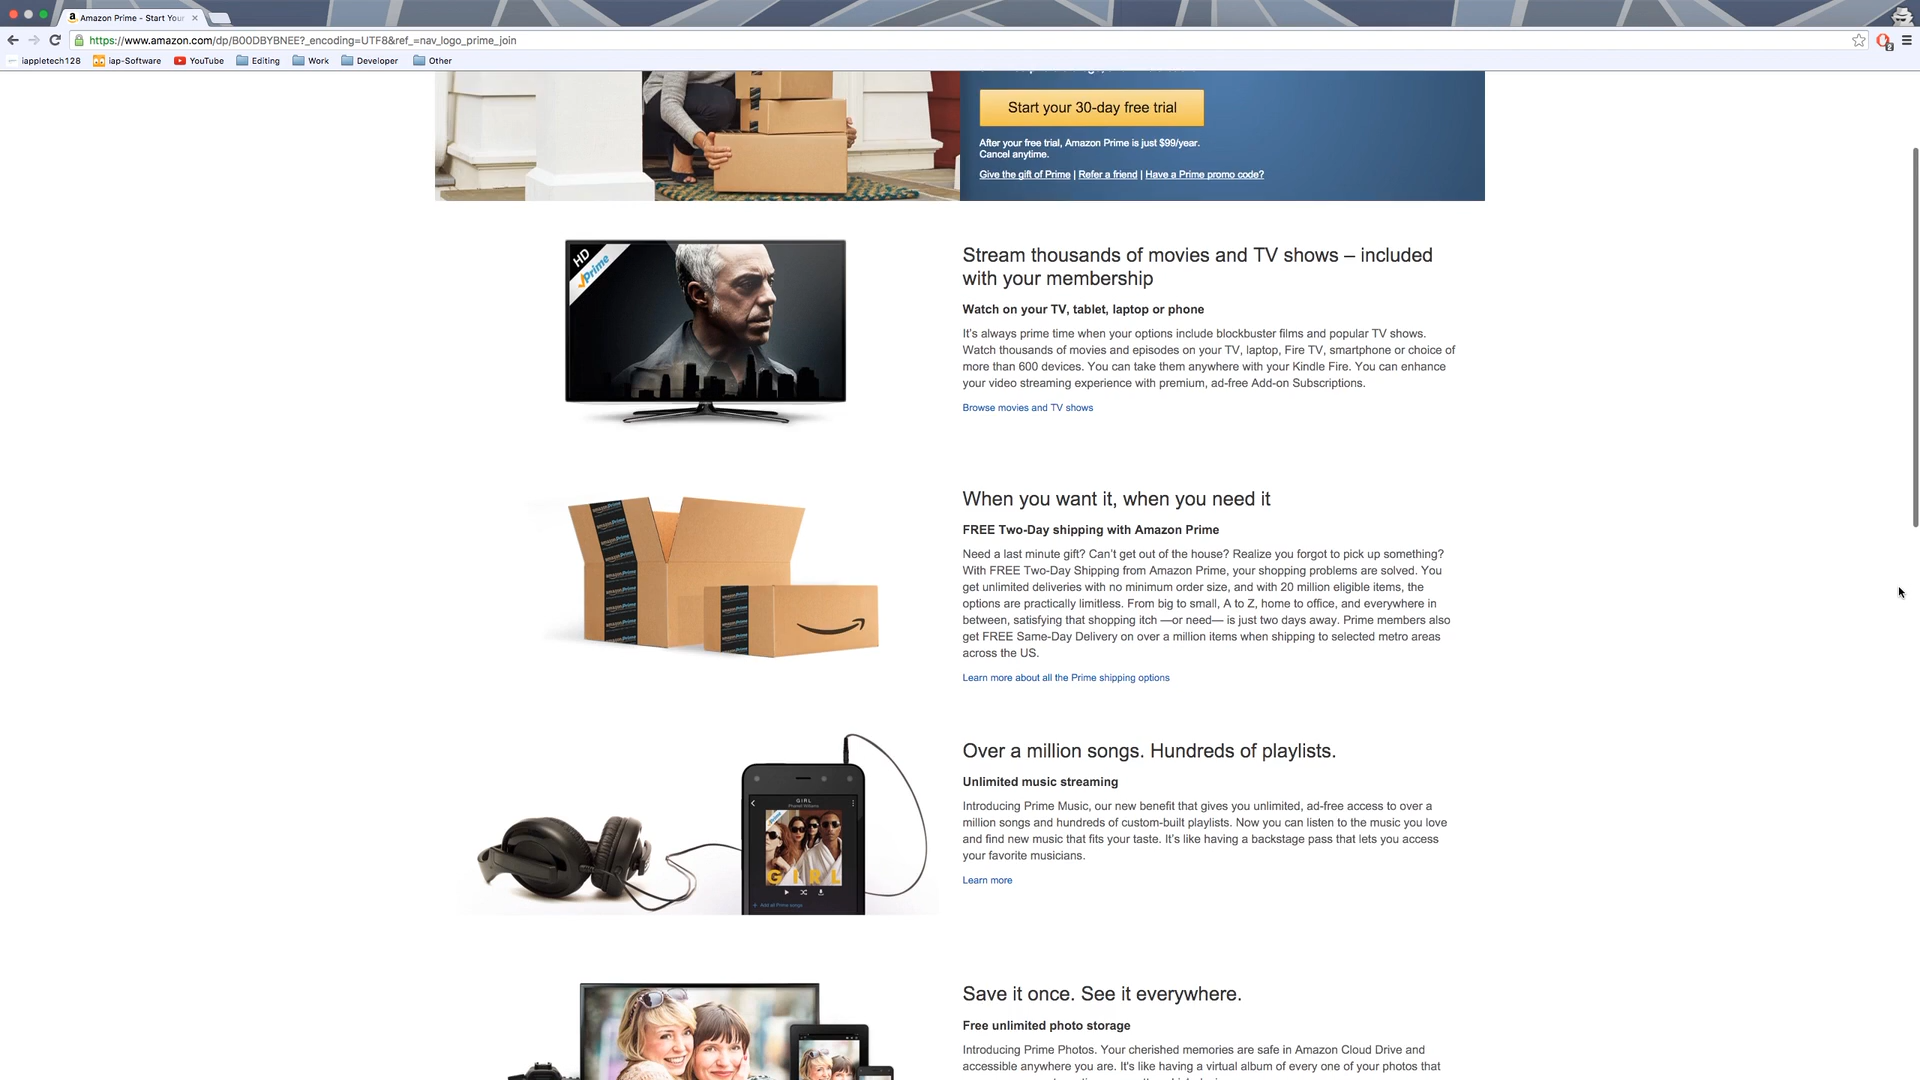 Amazon Prime - Start Your
https://www.amazon.com/dp/B00DBYBNEE?_encoding=UTF8&ref_=nav_logo_prime_join
iappletech128
iap-Software
YouTube
Editing
Work
Developer
Other
Start your 30-day free trial
After your free trial, Amazon Prime is just $99/year.
Cancel anytime.
Give the gift of Prime | Refer a friend | Have a Prime promo code?
HD
Prime
Stream thousands of movies and TV shows – included
with your membership
Watch on your TV, tablet, laptop or phone
It's always prime time when your options include blockbuster films and popular TV shows.
Watch thousands of movies and episodes on your TV, laptop, Fire TV, smartphone or choice of
more than 600 devices. You can take them anywhere with your Kindle Fire. You can enhance
your video streaming experience with premium, ad-free Add-on Subscriptions.
Browse movies and TV shows
When you want it, when you need it
FREE Two-Day shipping with Amazon Prime
Need a last minute gift? Can't get out of the house? Realize you forgot to pick up something?
With FREE Two-Day Shipping from Amazon Prime, your shopping problems are solved. You
get unlimited deliveries with no minimum order size, and with 20 million eligible items, the
options are practically limitless. From big to small, A to Z, home to office, and everywhere in
between, satisfying that shopping itch —or need— is just two days away. Prime members also
get FREE Same-Day Delivery on over a million items when shipping to selected metro areas
across the US.
Learn more about all the Prime shipping options
GIRL
Pharrell Williams
GIRL
Add all Prime songs
Over a million songs. Hundreds of playlists.
Unlimited music streaming
Introducing Prime Music, our new benefit that gives you unlimited, ad-free access to over a
million songs and hundreds of custom-built playlists. Now you can listen to the music you love
and find new music that fits your taste. It's like having a backstage pass that lets you access
your favorite musicians.
Learn more
Save it once. See it everywhere.
Free unlimited photo storage
Introducing Prime Photos. Your cherished memories are safe in Amazon Cloud Drive and
accessible anywhere you are. It's like having a virtual album of every one of your photos that